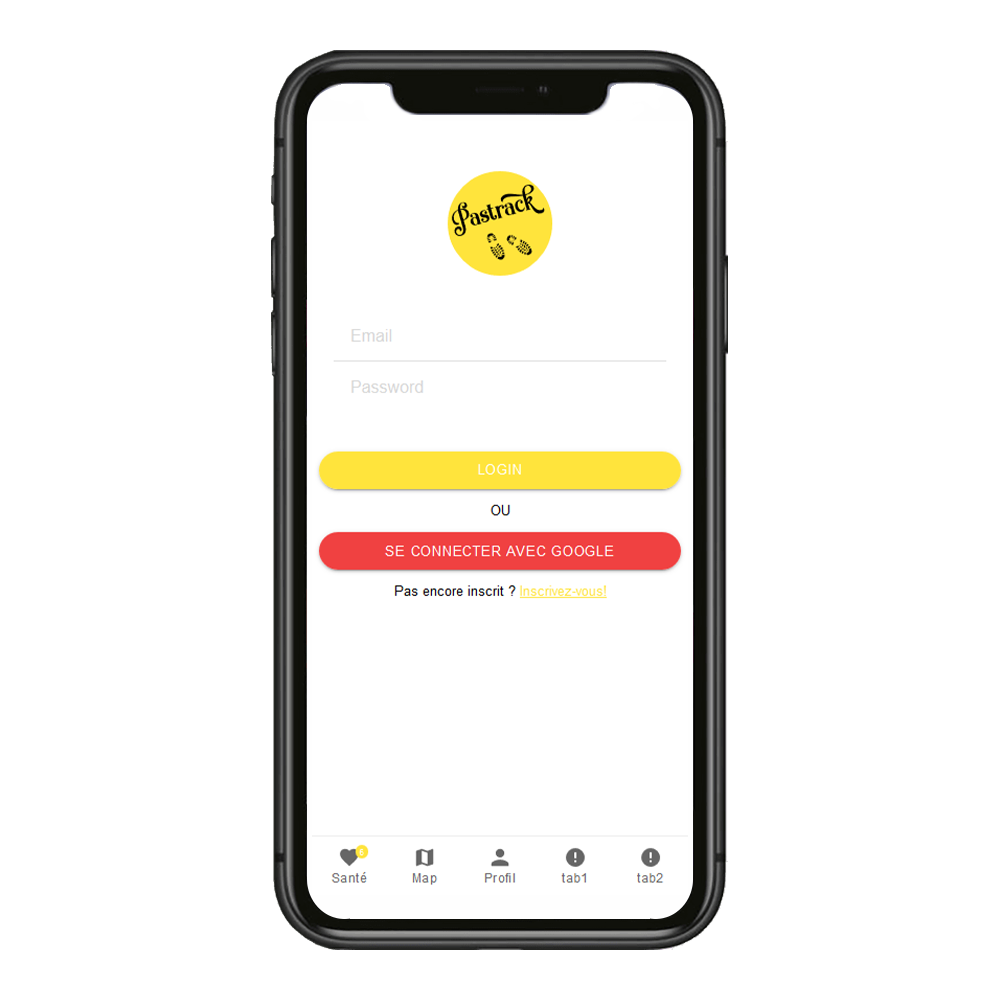 Pastrack
Email
Password
LOGIN
OU
SE CONNECTER AVEC GOOGLE
Pas encore inscrit ? Inscrivez-vous!
Santé Map Profil tab1 tab2